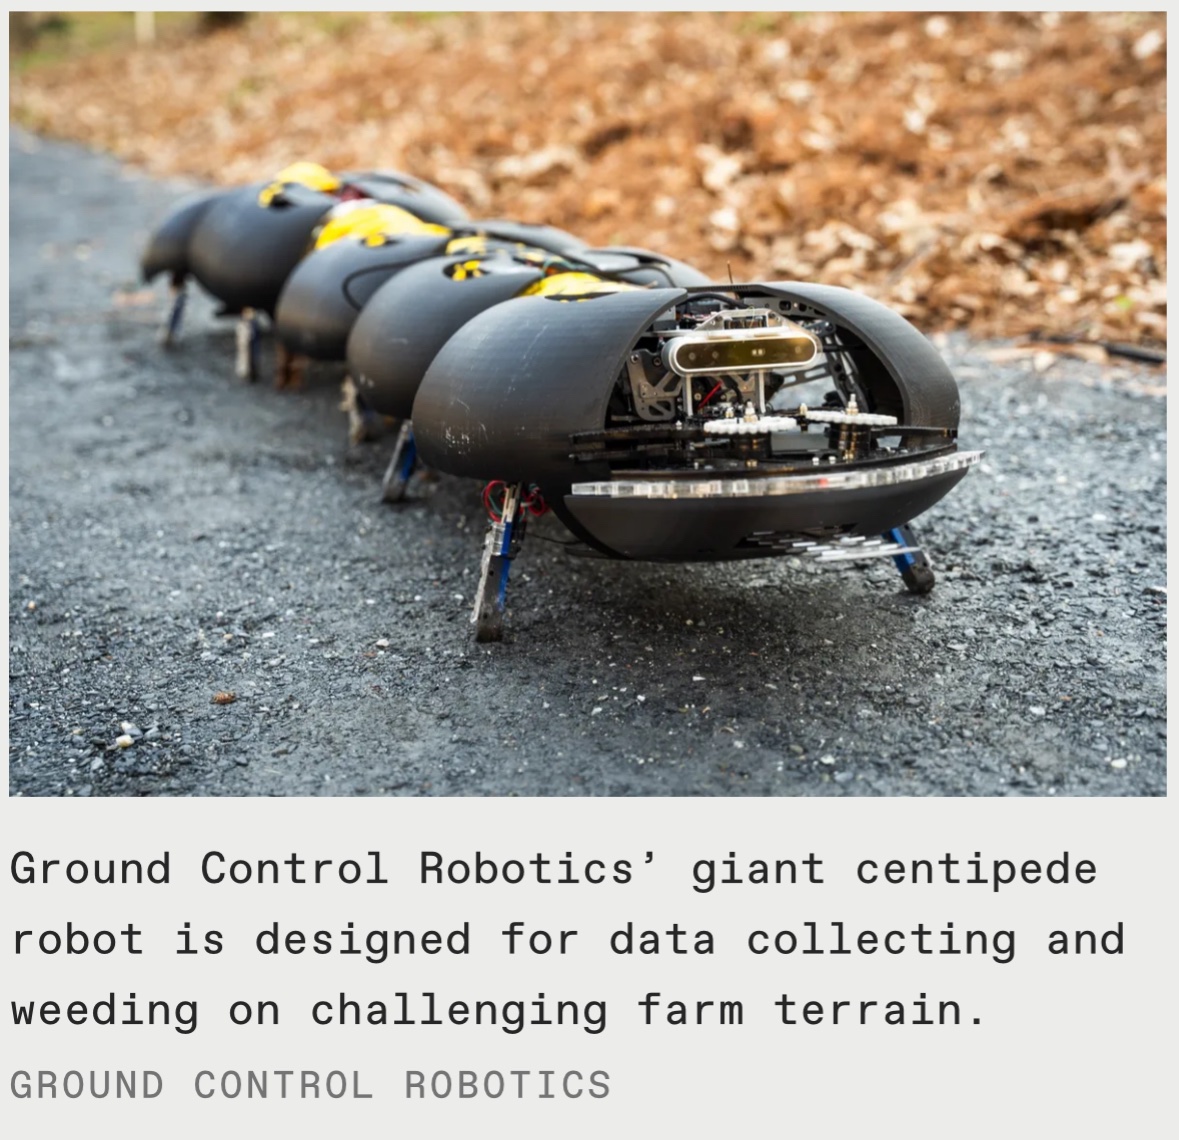 Ground Control Robotics’ giant centipede
robot is designed for data collecting and
weeding on challenging farm terrain.
GROUND CONTROL ROBOTICS